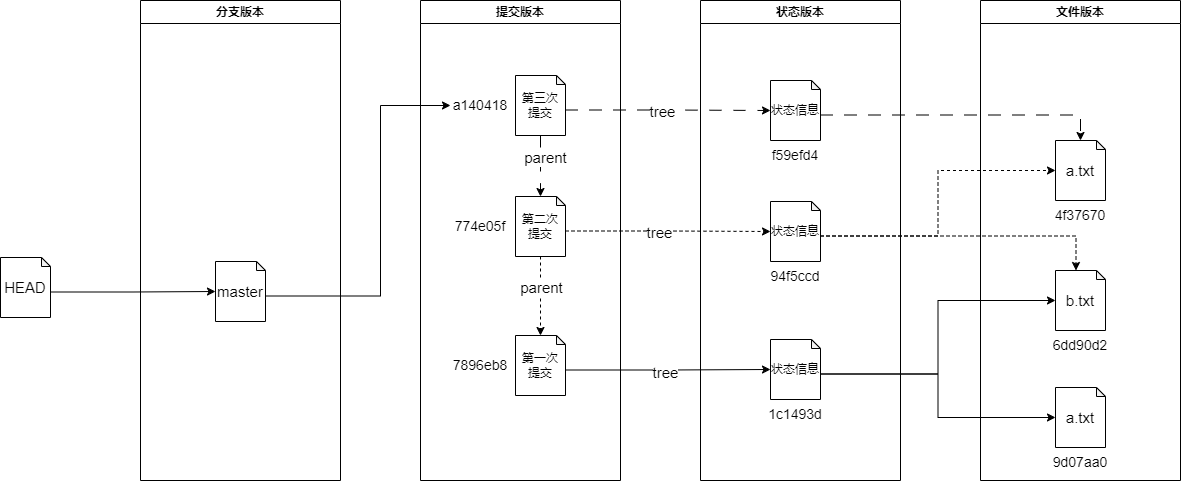 分支版本
提交版本
状态版本
文件版本
HEAD
master
a140418
第三次
提交
tree
状态信息
f59efd4
parent
774e05f
第二次
提交
tree
状态信息
94f5ccd
parent
7896eb8
第一次
提交
tree
状态信息
1c1493d
a.txt
4f37670
b.txt
6dd90d2
a.txt
9d07aa0